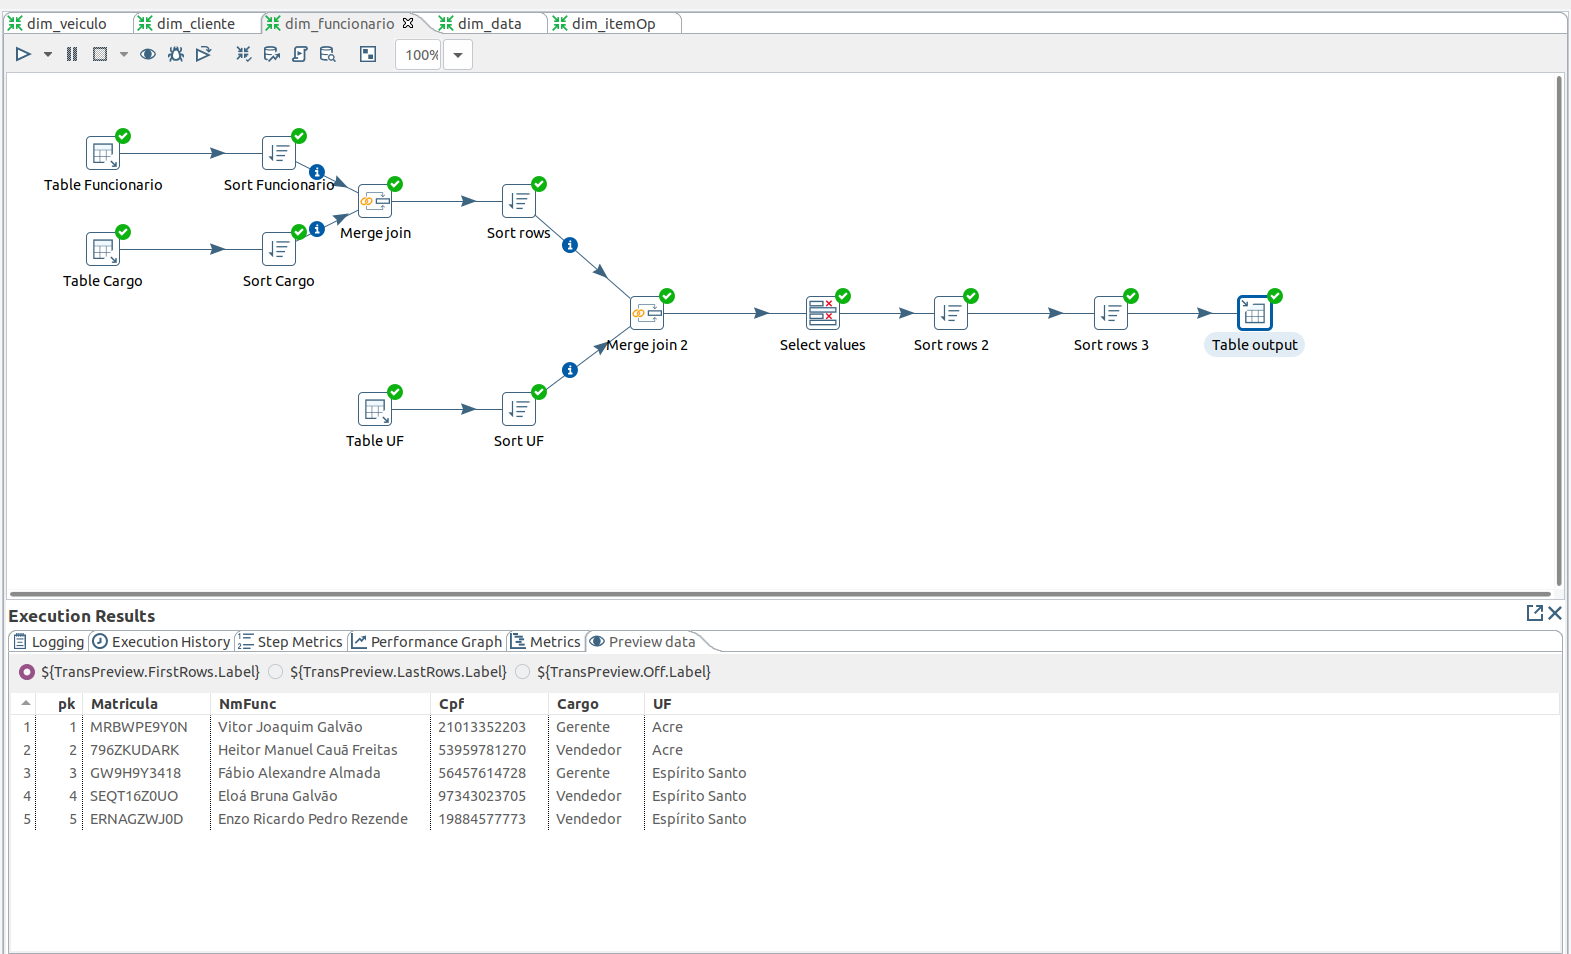 dim_veiculo dim_cliente dim_funcionario dim_data dim_itemOp
100%
Table Funcionario Sort Funcionario
Merge join Sort rows
Table Cargo Sort Cargo
Merge join 2 Select values Sort rows 2 Sort rows 3 Table output
Table UF Sort UF
Execution Results
Logging Execution History Step Metrics Performance Graph Metrics Preview data
${TransPreview.FirstRows.Label} ${TransPreview.LastRows.Label} ${TransPreview.Off.Label}
pk Matricula NmFunc Cpf Cargo UF
1 1 MRBWPE9Y0N Vitor Joaquim Galvão 21013352203 Gerente Acre
2 2 796ZKUDARK Heitor Manuel Cauã Freitas 53959781270 Vendedor Acre
3 3 GW9H9Y3418 Fábio Alexandre Almada 56457614728 Gerente Espírito Santo
4 4 SEQT16Z0UO Eloá Bruna Galvão 97343023705 Vendedor Espírito Santo
5 5 ERNAGZWJ0D Enzo Ricardo Pedro Rezende 19884577773 Vendedor Espírito Santo